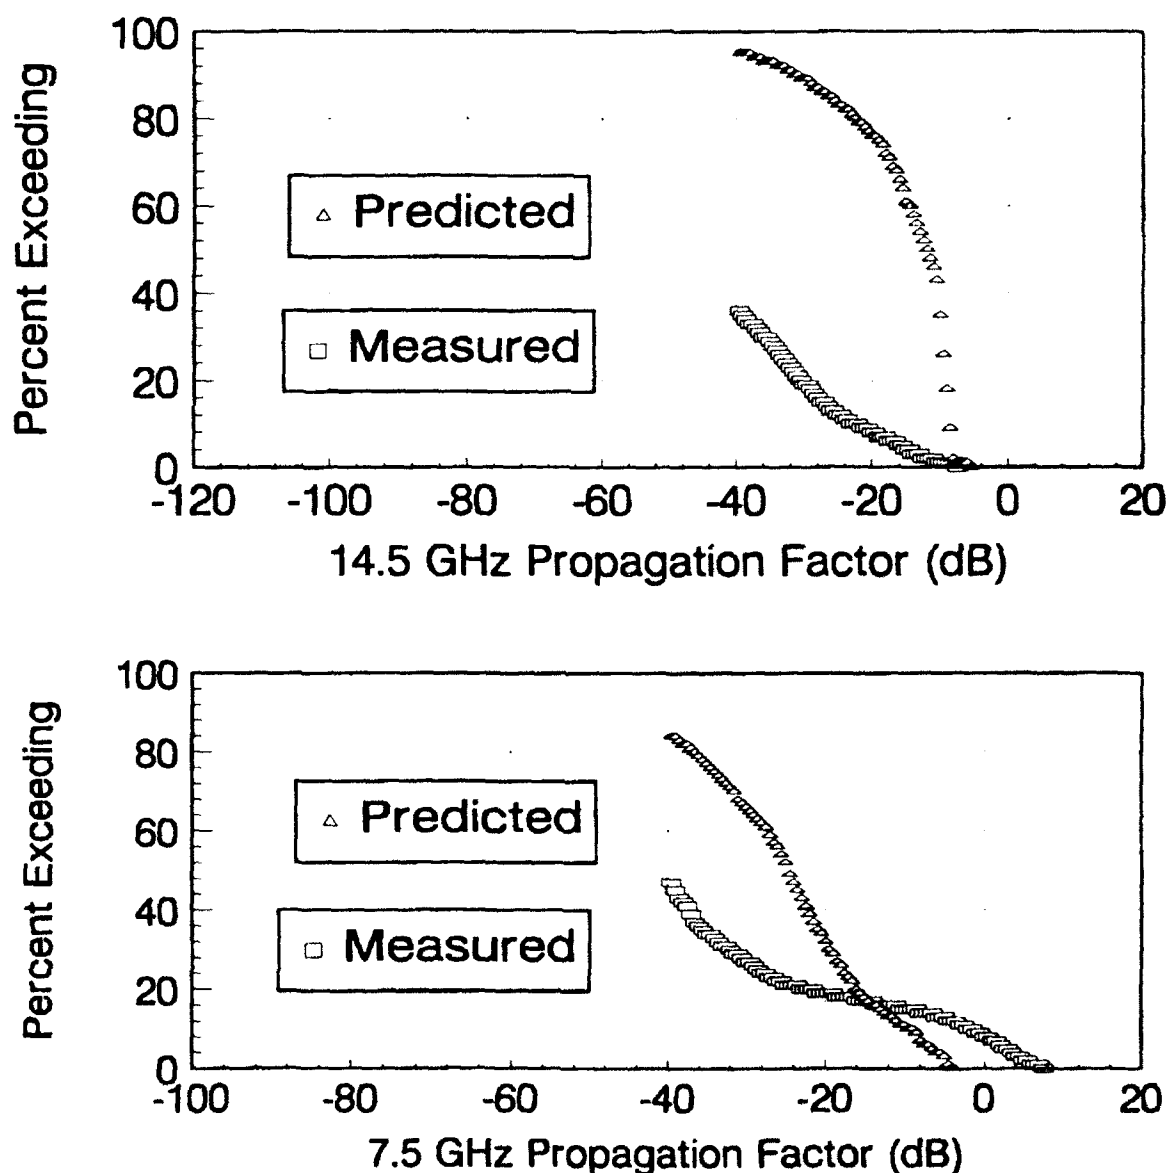 100
80
60
40
20
0
Percent Exceeding
Predicted
Measured
-120 -100 -80 -60 -40 -20 0 20
14.5 GHz Propagation Factor (dB)
100
80
60
40
20
0
Percent Exceeding
Predicted
Measured
-100 -80 -60 -40 -20 0 20
7.5 GHz Propagation Factor (dB)